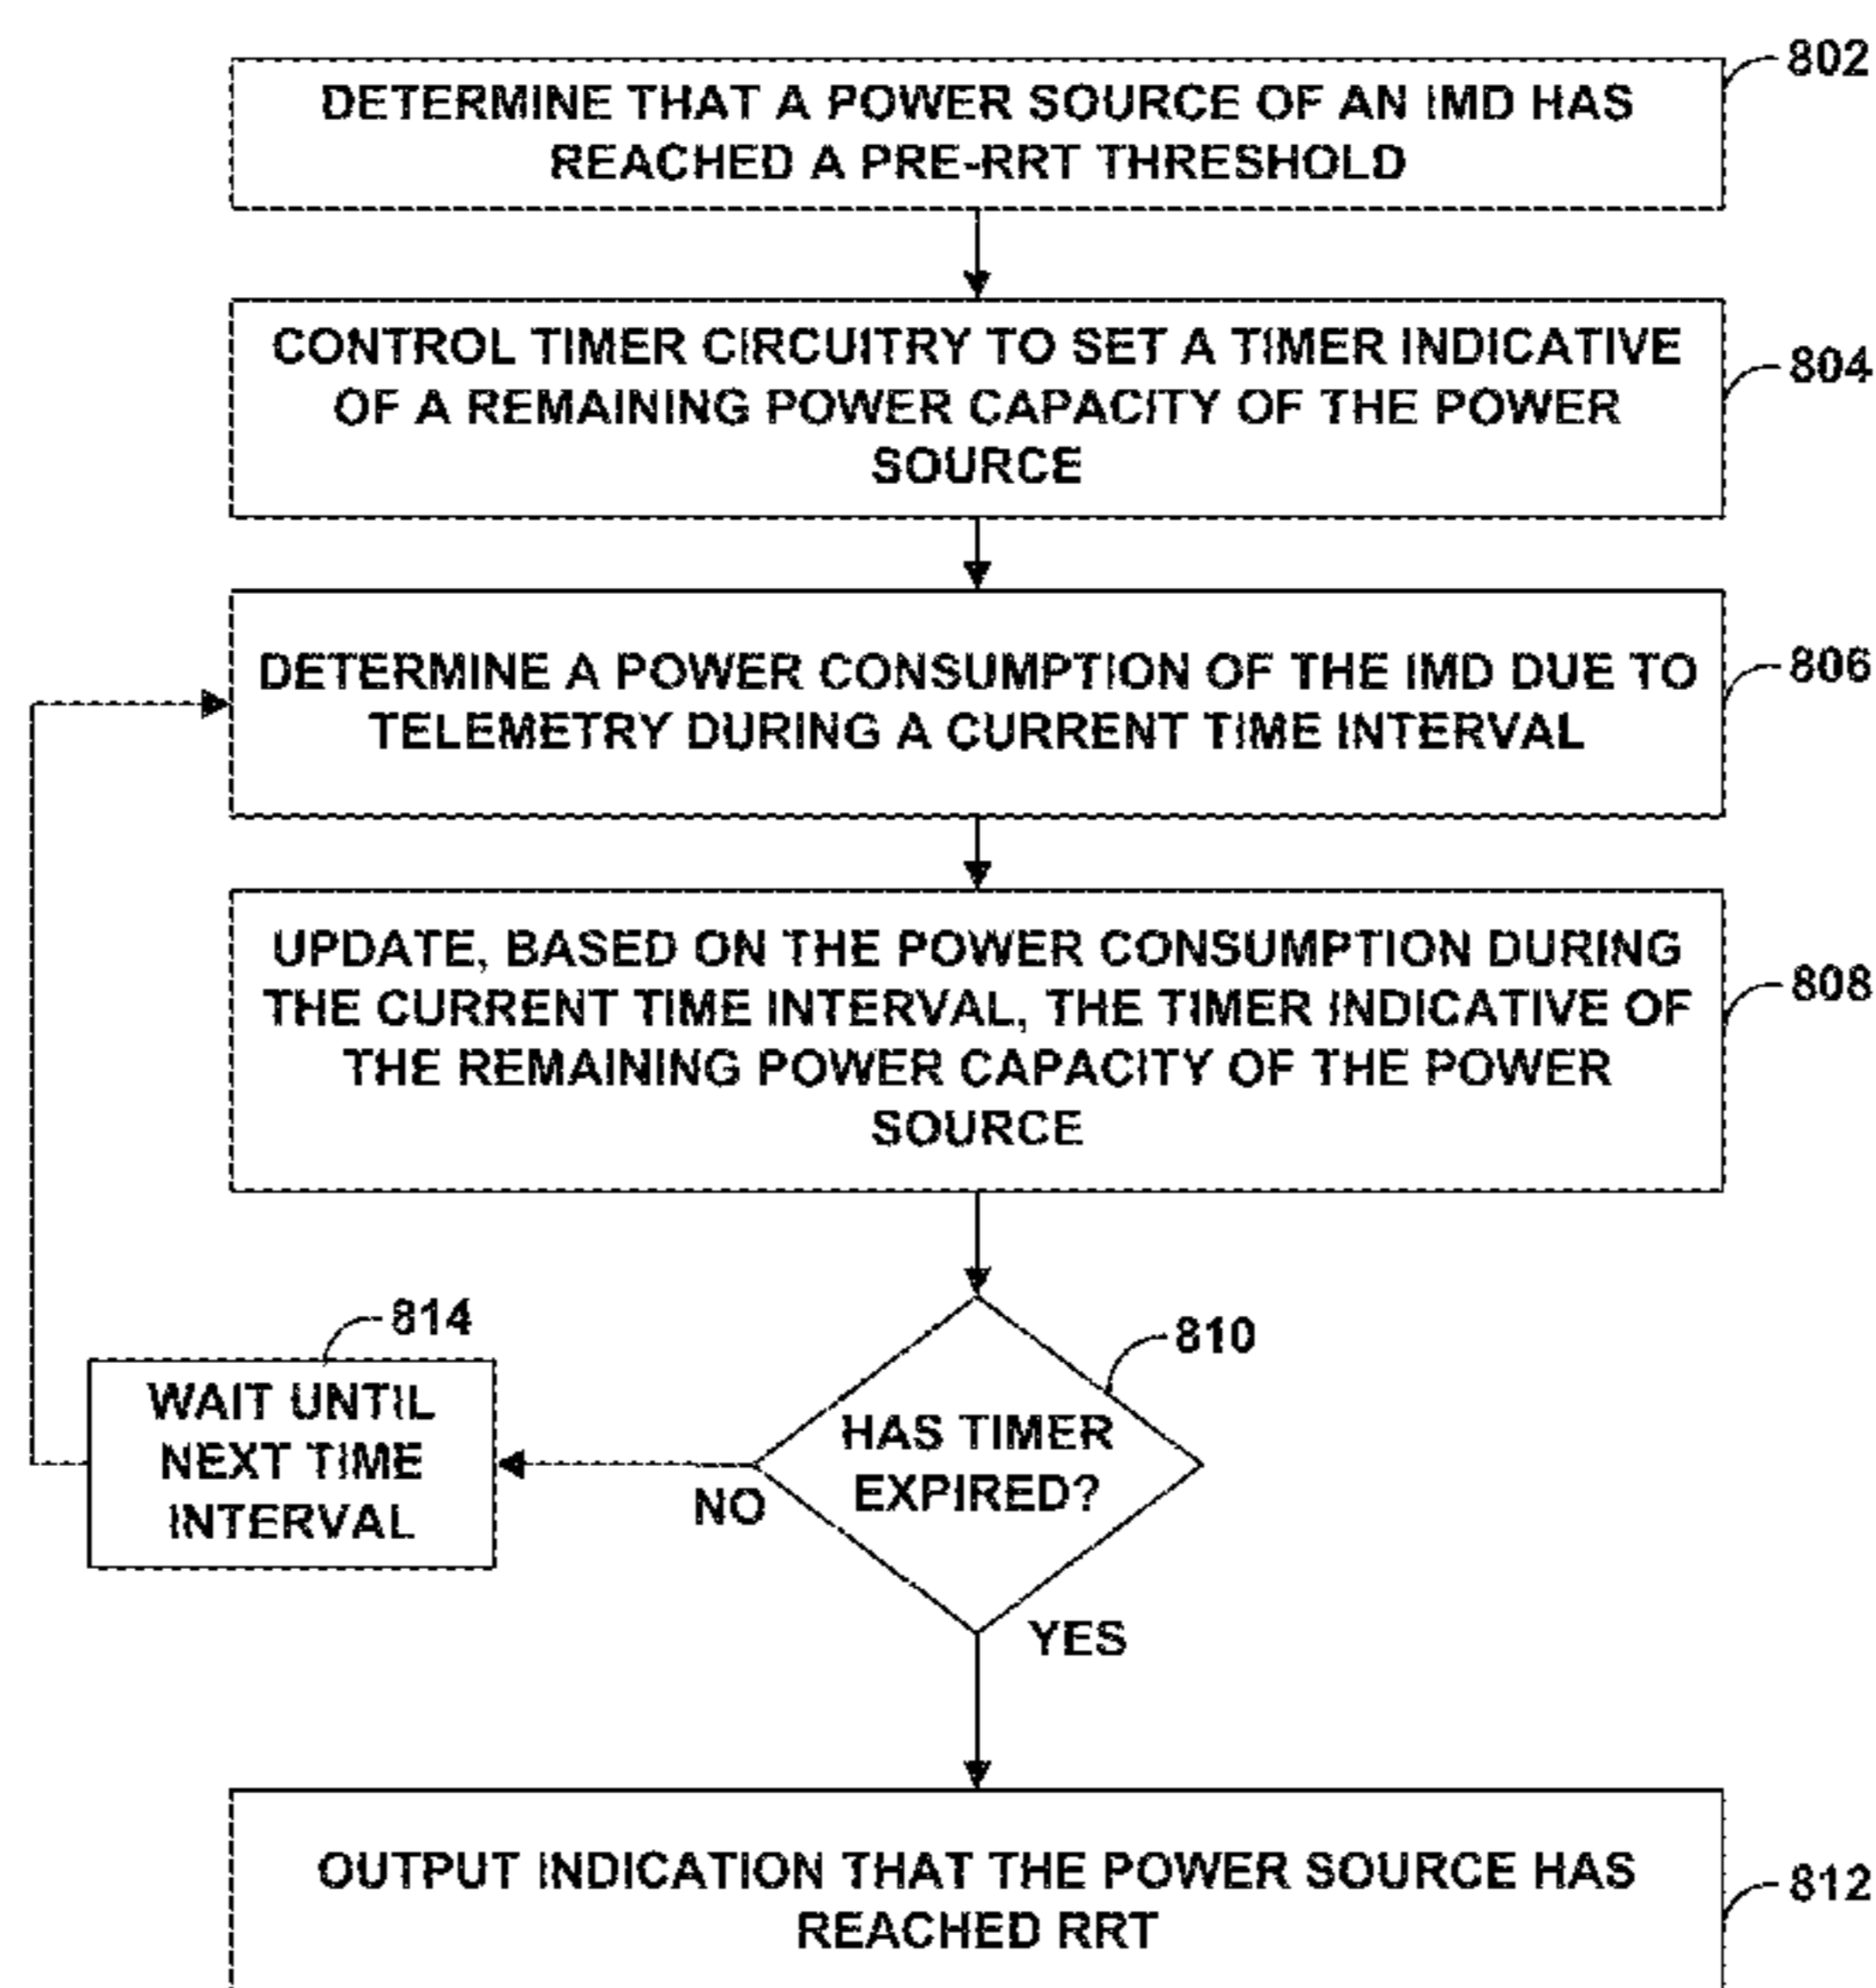 802
DETERMINE THAT A POWER SOURCE OF AN IMD HAS
REACHED A PRE-RRT THRESHOLD
CONTROL TIMER CIRCUITRY TO SET A TIMER INDICATIVE
OF A REMAINING POWER CAPACITY OF THE POWER
SOURCE
804
DETERMINE A POWER CONSUMPTION OF THE IMD DUE TO
TELEMETRY DURING A CURRENT TIME INTERVAL
806
UPDATE, BASED ON THE POWER CONSUMPTION DURING
THE CURRENT TIME INTERVAL, THE TIMER INDICATIVE OF
THE REMAINING POWER CAPACITY OF THE POWER
SOURCE
808
814
WAIT UNTIL
NEXT TIME
INTERVAL
810
HAS TIMER
EXPIRED?
NO
YES
OUTPUT INDICATION THAT THE POWER SOURCE HAS
REACHED RRT
812